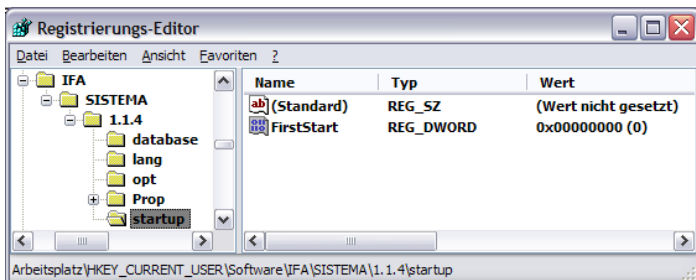 Registrierungs-Editor
Datei Bearbeiten Ansicht Favoriten ?
IFA
SISTEMA
1.1.4
database
lang
opt
Prop
startup
Name Typ Wert
(Standard) REG_SZ (Wert nicht gesetzt)
FirstStart REG_DWORD 0x00000000 (0)
Arbeitsplatz\HKEY_CURRENT_USER\Software\IFA\SISTEMA\1.1.4\startup